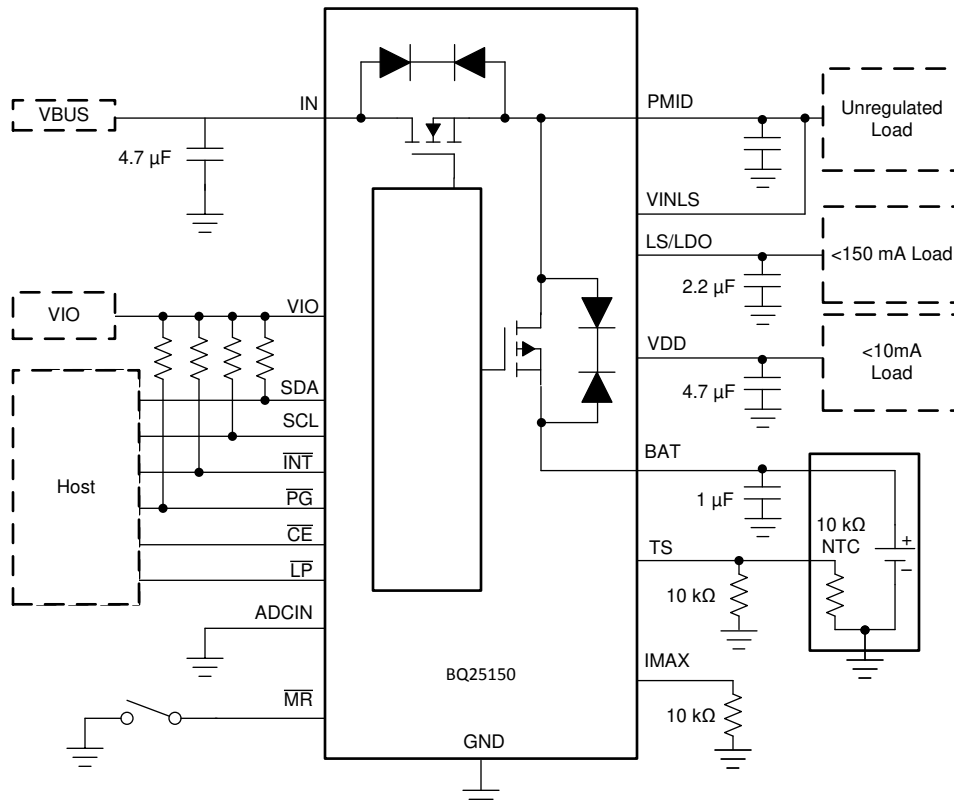 VBUS
4.7 µF
IN
PMID
Unregulated
Load
VINLS
LS/LDO
<150 mA Load
2.2 µF
VIO
VIO
VDD
<10mA
Load
4.7 µF
Host
SDA
SCL
INT
PG
CE
LP
BAT
1 µF
10 kΩ
NTC
+
−
TS
10 kΩ
ADCIN
IMAX
10 kΩ
BQ25150
MR
GND